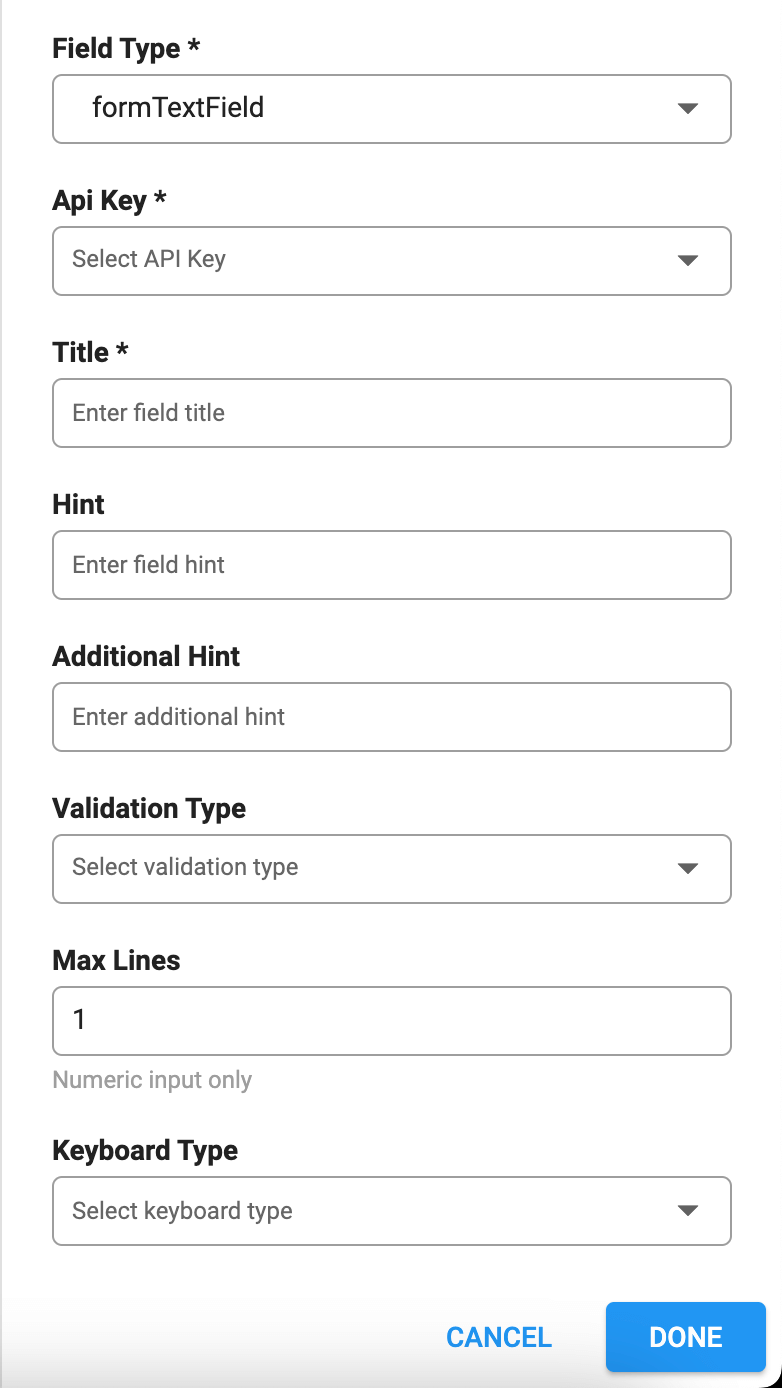 Field Type *
formTextField
Api Key *
Select API Key
Title *
Enter field title
Hint
Enter field hint
Additional Hint
Enter additional hint
Validation Type
Select validation type
Max Lines
1
Numeric input only
Keyboard Type
Select keyboard type
CANCEL
DONE